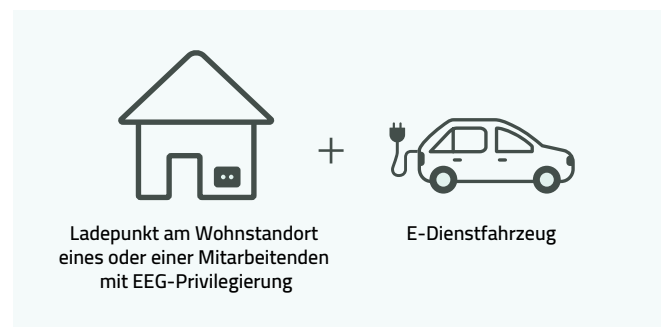 Ladepunkt am Wohnstandort
eines oder einer Mitarbeitenden
mit EEG-Privilegierung
E-Dienstfahrzeug